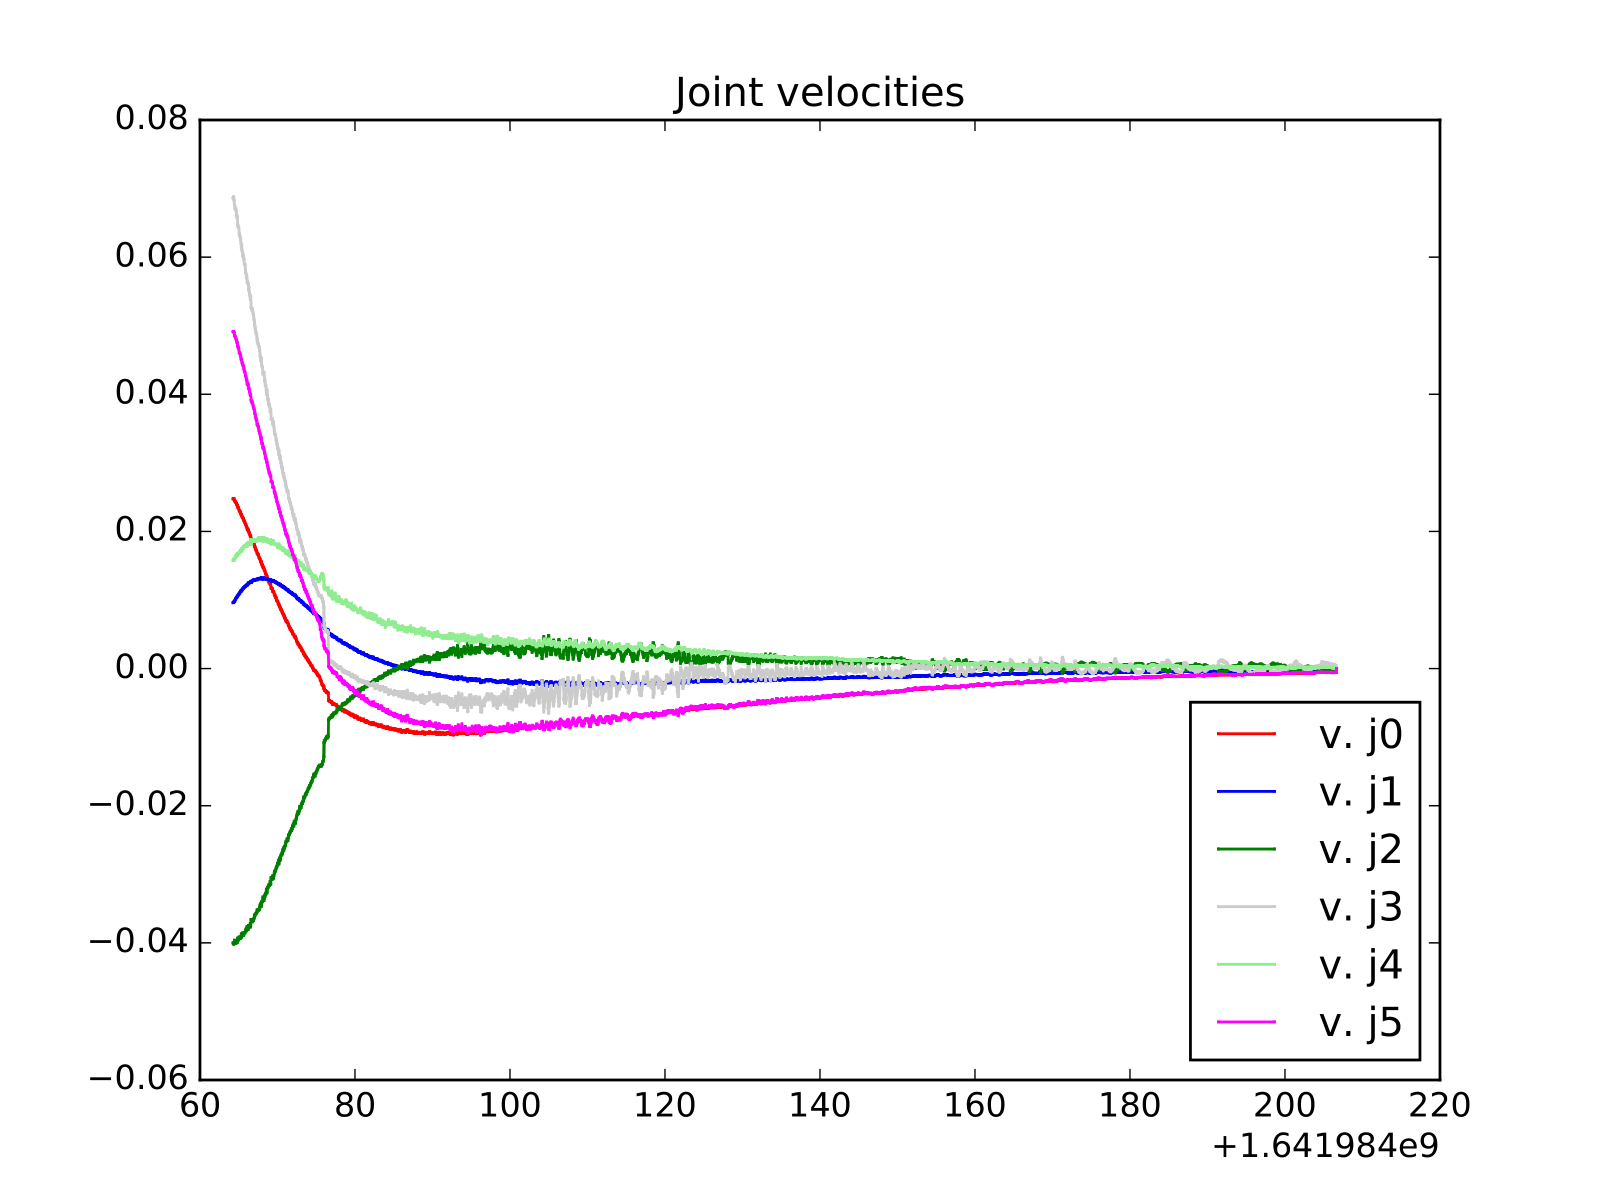 Joint velocities
0.08
0.06
0.04
0.02
0.00
−0.02
−0.04
−0.06
v. j0
v. j1
v. j2
v. j3
v. j4
v. j5
60 80 100 120 140 160 180 200 220
+1.641984e9